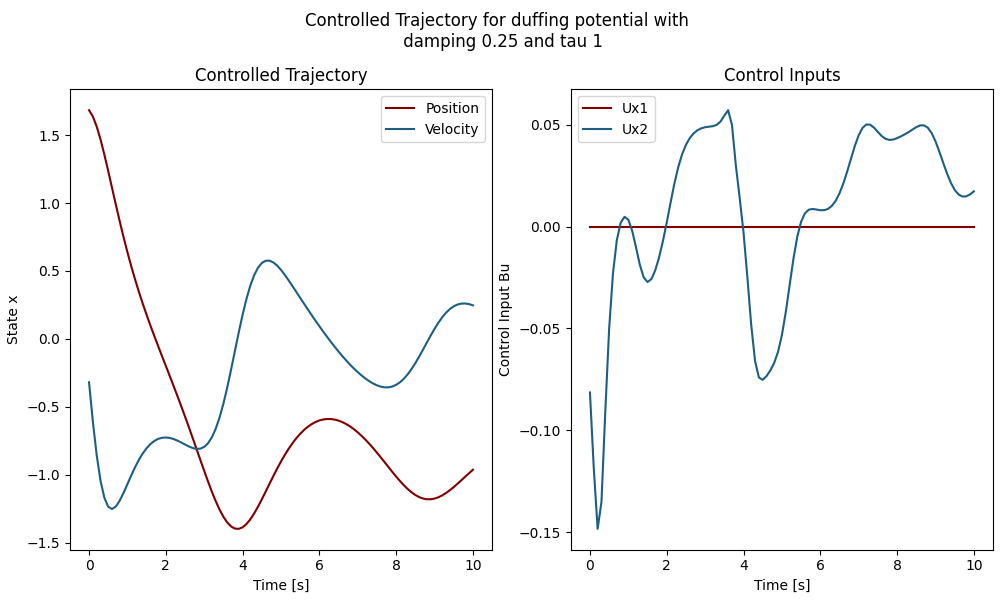 Controlled Trajectory for duffing potential with
damping 0.25 and tau 1
Controlled Trajectory
State x
1.5
1.0
0.5
0.0
−0.5
−1.0
−1.5
0 2 4 6 8 10
Time [s]
Position
Velocity
Control Inputs
Control Input Bu
0.05
0.00
−0.05
−0.10
−0.15
0 2 4 6 8 10
Time [s]
Ux1
Ux2